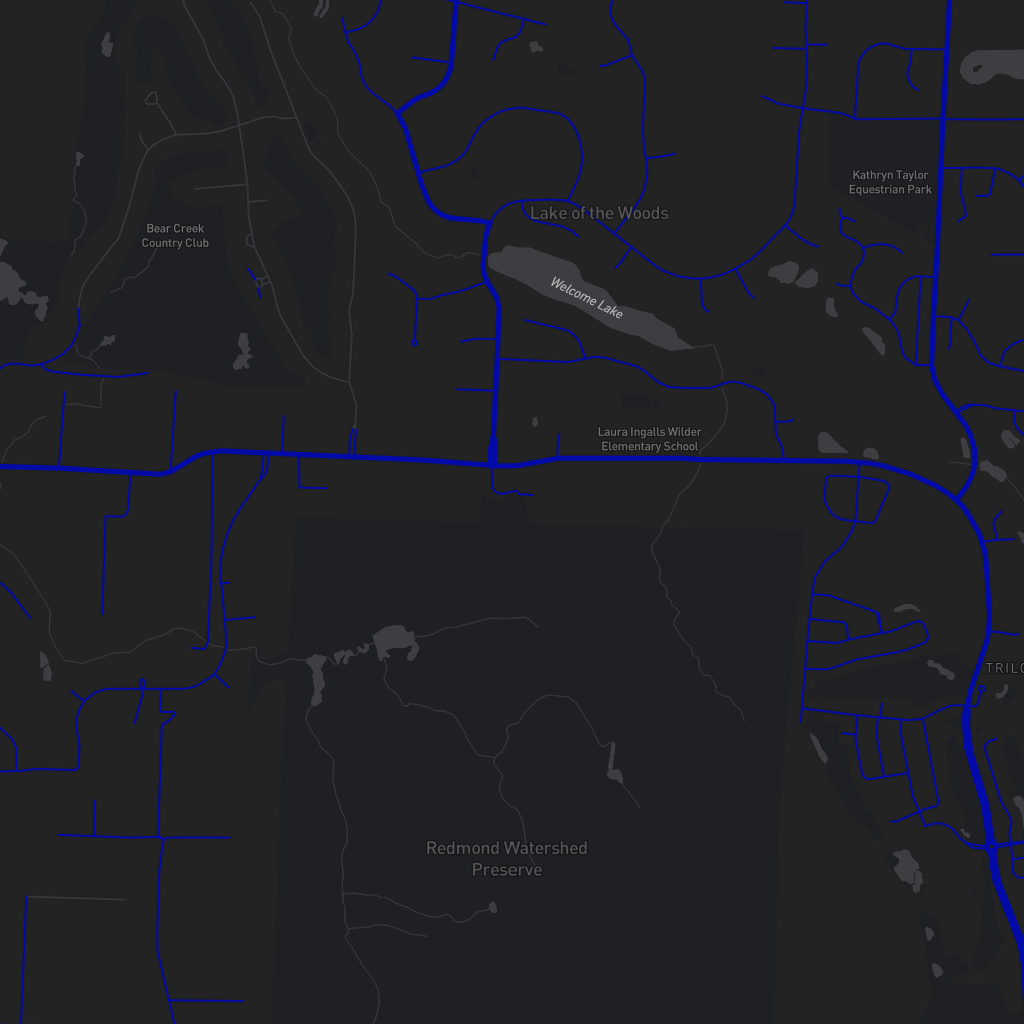 Kathryn Taylor
Equestrian Park
Lake of the Woods
Bear Creek
Country Club
Welcome Lake
Laura Ingalls Wilder
Elementary School
TRILO
Redmond Watershed
Preserve